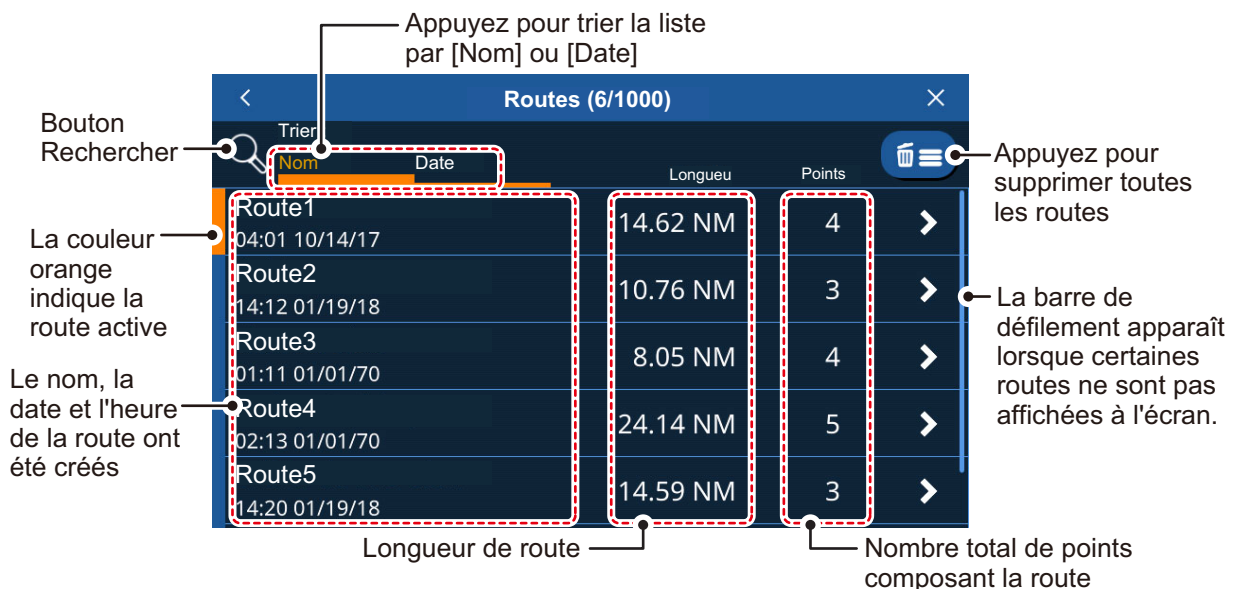 Appuyez pour trier la liste
par [Nom] ou [Date]
Routes (6/1000)
Bouton
Rechercher
Trier
Nom Date
Longueu Points
Appuyez pour
supprimer toutes
les routes
La couleur
orange
indique la
route active
Route1
04:01 10/14/17
14.62 NM 4
Route2
14:12 01/19/18
10.76 NM 3
La barre de
défilement apparaît
lorsque certaines
routes ne sont pas
affichées à l'écran.
Route3
01:11 01/01/70
8.05 NM 4
Le nom, la
date et l'heure
de la route ont
été créés
Route4
02:13 01/01/70
24.14 NM 5
Route5
14:20 01/19/18
14.59 NM 3
Longueur de route
Nombre total de points
composant la route